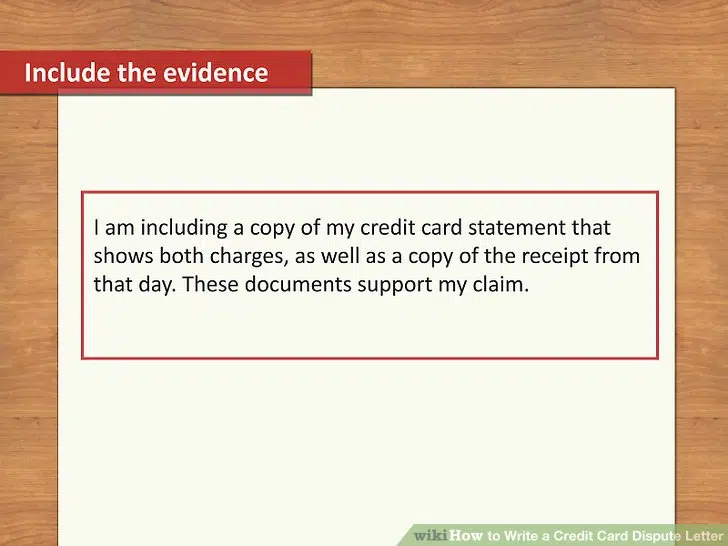 Include the evidence
I am including a copy of my credit card statement that
shows both charges, as well as a copy of the receipt from
that day. These documents support my claim.
wikiHow to Write a Credit Card Dispute Letter